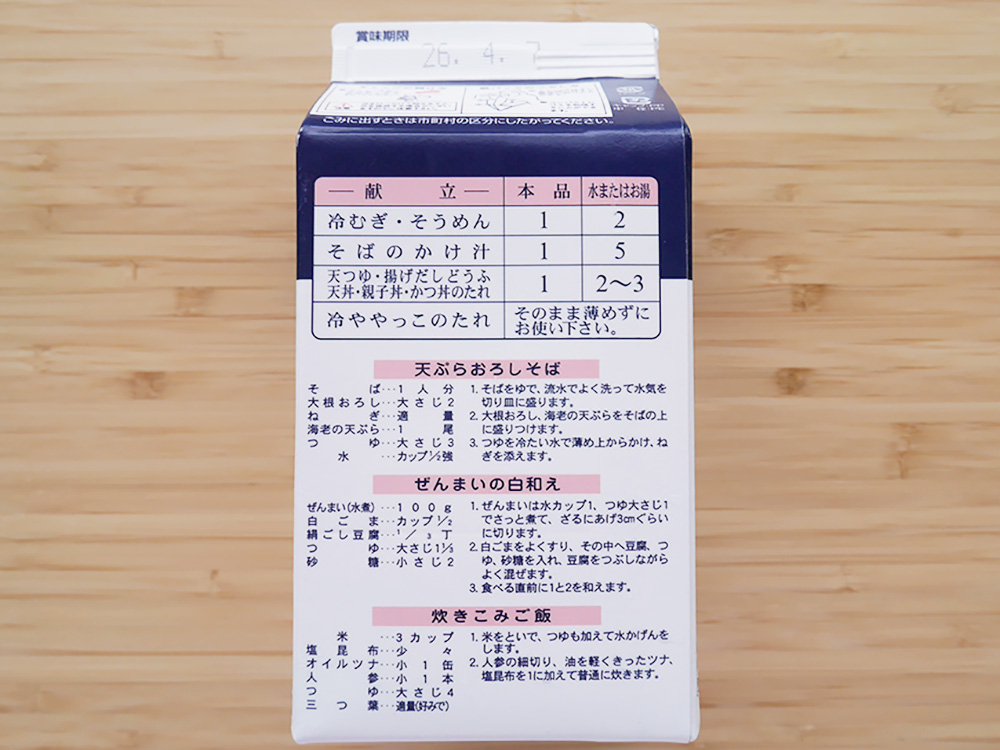 賞味期限
26. 4. 7
ごみに出すときは市町村の区分にしたがってください。
献立 本品 水またはお湯
冷むぎ・そうめん 1 2
そばのかけ汁 1 5
天つゆ・揚げだしどうふ
天丼・親子丼・かつ丼のたれ 1 2〜3
冷ややっこのたれ そのまま薄めずに
お使い下さい。
天ぷらおろしそば
そば…1人分
大根おろし…大さじ2
ねぎ…適量
海老の天ぷら…1尾
つゆ…大さじ3
水…カップ1/2強
1. そばをゆで、流水でよく洗って水気を
切り皿に盛ります。
2. 大根おろし、海老の天ぷらをそばの上
に盛りつけます。
3. つゆを冷たい水で薄め上からかけ、ね
ぎを添えます。
ぜんまいの白和え
ぜんまい(水煮)…100g
白ごま…カップ1/2
絹ごし豆腐…1/3丁
つゆ…大さじ1 1/3
砂糖…小さじ2
1. ぜんまいは水カップ1、つゆ大さじ1
でさっと煮て、ざるにあげ3cmぐらい
に切ります。
2. 白ごまをよくすり、その中へ豆腐、つ
ゆ、砂糖を入れ、豆腐をつぶしながら
よく混ぜます。
3. 食べる直前に1と2を和えます。
炊きこみご飯
米…3カップ
塩昆布…少々
オイルツナ…小1缶
人参…小1本
つゆ…大さじ4
三つ葉…適量(好みで)
1. 米をといで、つゆも加えて水かげんを
します。
2. 人参の細切り、油を軽くきったツナ、
塩昆布を1に加えて普通に炊きます。